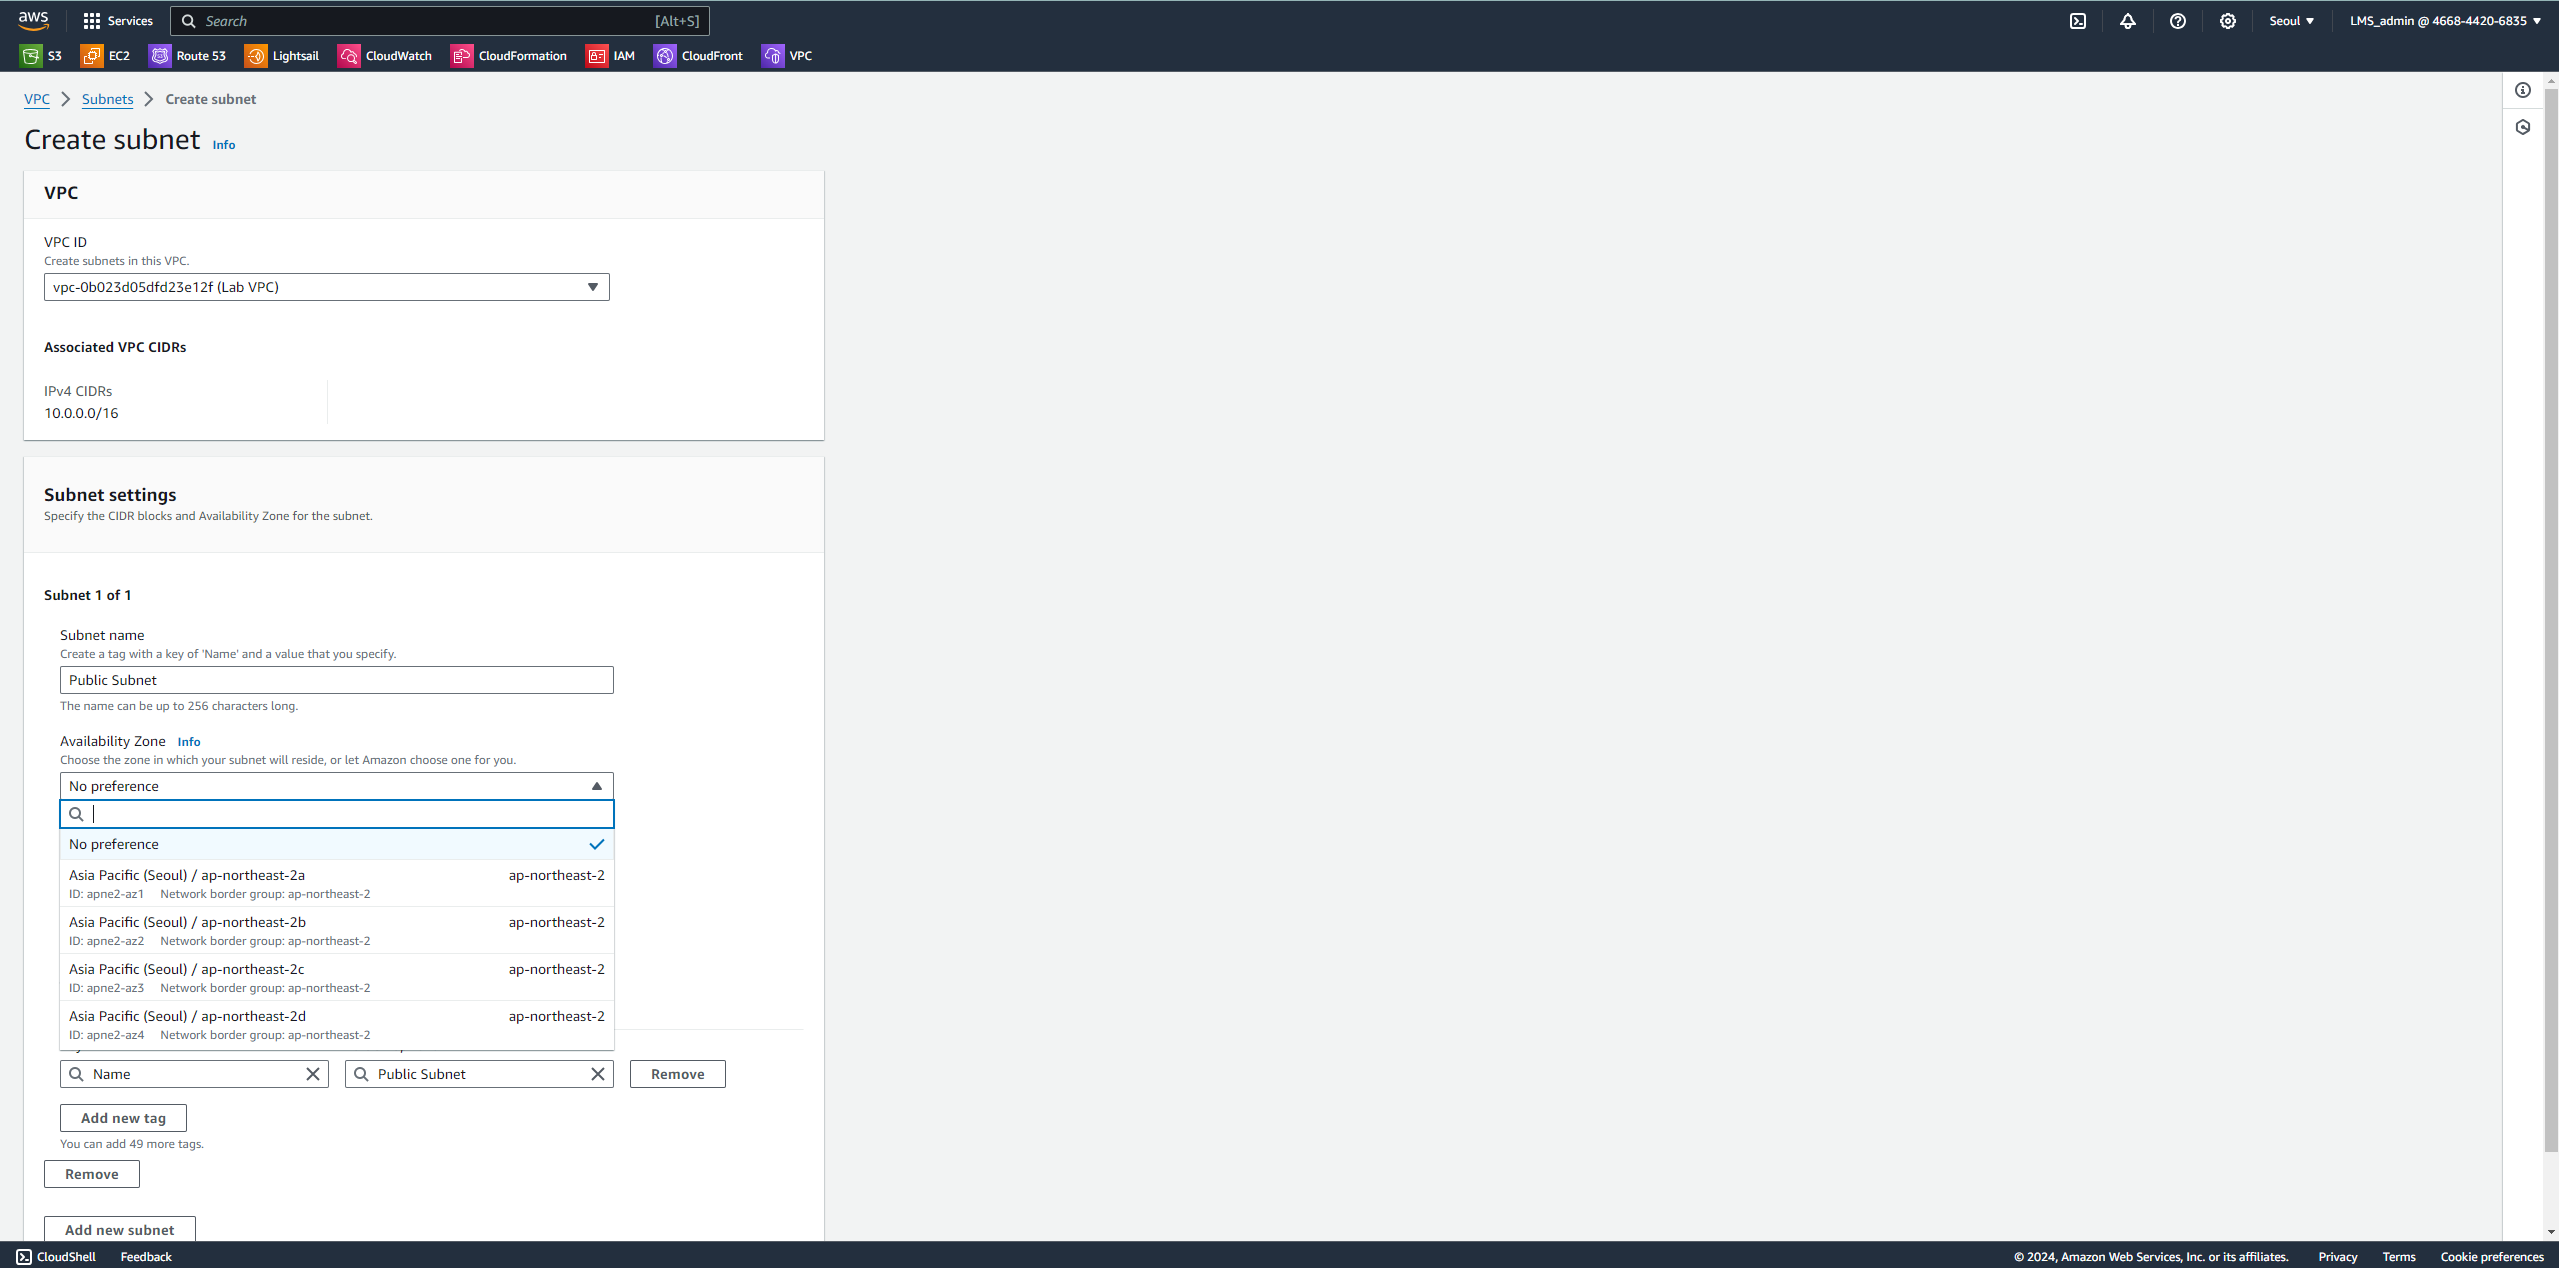 aws
Services
Search [Alt+S]
Seoul
LMS_admin @ 4668-4420-6835
S3 EC2 Route 53 Lightsail CloudWatch CloudFormation IAM CloudFront VPC
VPC Subnets Create subnet
Create subnet Info
VPC
VPC ID
Create subnets in this VPC.
vpc-0b023d05dfd23e12f (Lab VPC)
Associated VPC CIDRs
IPv4 CIDRs
10.0.0.0/16
Subnet settings
Specify the CIDR blocks and Availability Zone for the subnet.
Subnet 1 of 1
Subnet name
Create a tag with a key of 'Name' and a value that you specify.
Public Subnet
The name can be up to 256 characters long.
Availability Zone Info
Choose the zone in which your subnet will reside, or let Amazon choose one for you.
No preference
No preference
Asia Pacific (Seoul) / ap-northeast-2a ap-northeast-2
ID: apne2-az1 Network border group: ap-northeast-2
Asia Pacific (Seoul) / ap-northeast-2b ap-northeast-2
ID: apne2-az2 Network border group: ap-northeast-2
Asia Pacific (Seoul) / ap-northeast-2c ap-northeast-2
ID: apne2-az3 Network border group: ap-northeast-2
Asia Pacific (Seoul) / ap-northeast-2d ap-northeast-2
ID: apne2-az4 Network border group: ap-northeast-2
Name Public Subnet Remove
Add new tag
You can add 49 more tags.
Remove
Add new subnet
CloudShell Feedback © 2024, Amazon Web Services, Inc. or its affiliates. Privacy Terms Cookie preferences